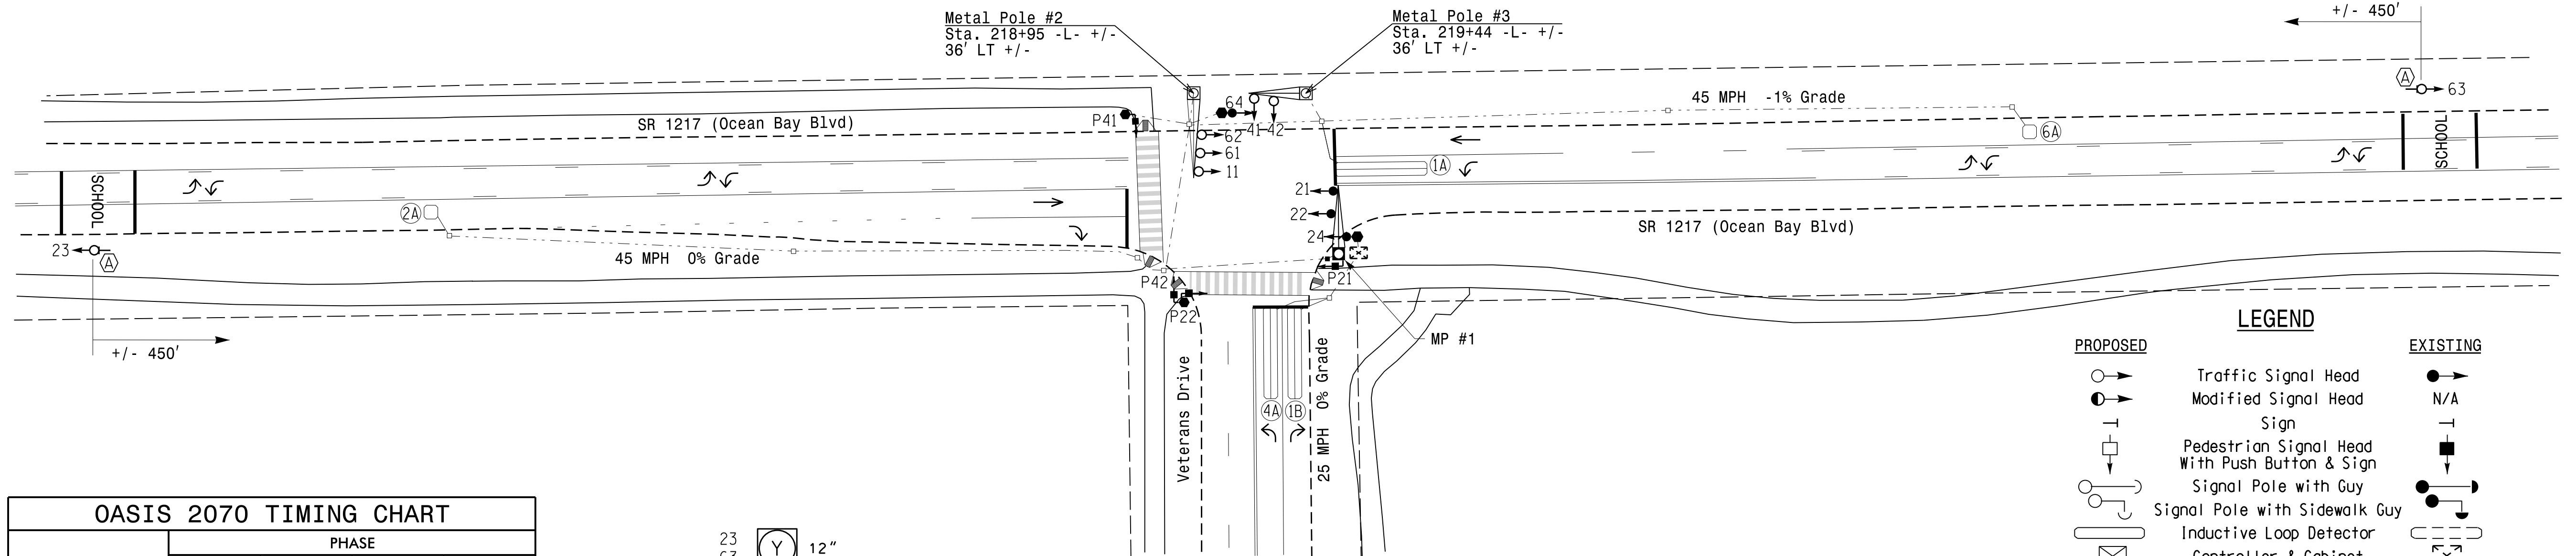 Metal Pole #2
Sta. 218+95 -L- +/-
36' LT +/-
Metal Pole #3
Sta. 219+44 -L- +/-
36' LT +/-
+/- 450'
A
63
45 MPH -1% Grade
64
P41
SR 1217 (Ocean Bay Blvd)
41
42
62
61
11
6A
SCHOOL
1A
SCHOOL
21
22
24
2A
SR 1217 (Ocean Bay Blvd)
23
A
45 MPH 0% Grade
P42
P21
P22
+/- 450'
MP #1
Veterans Drive
25 MPH 0% Grade
4A
1B
LEGEND
PROPOSED
EXISTING
Traffic Signal Head
Modified Signal Head
N/A
Sign
Pedestrian Signal Head
With Push Button & Sign
Signal Pole with Guy
Signal Pole with Sidewalk Guy
Inductive Loop Detector
Controller & Cabinet
OASIS 2070 TIMING CHART
PHASE
23
63
Y
12"